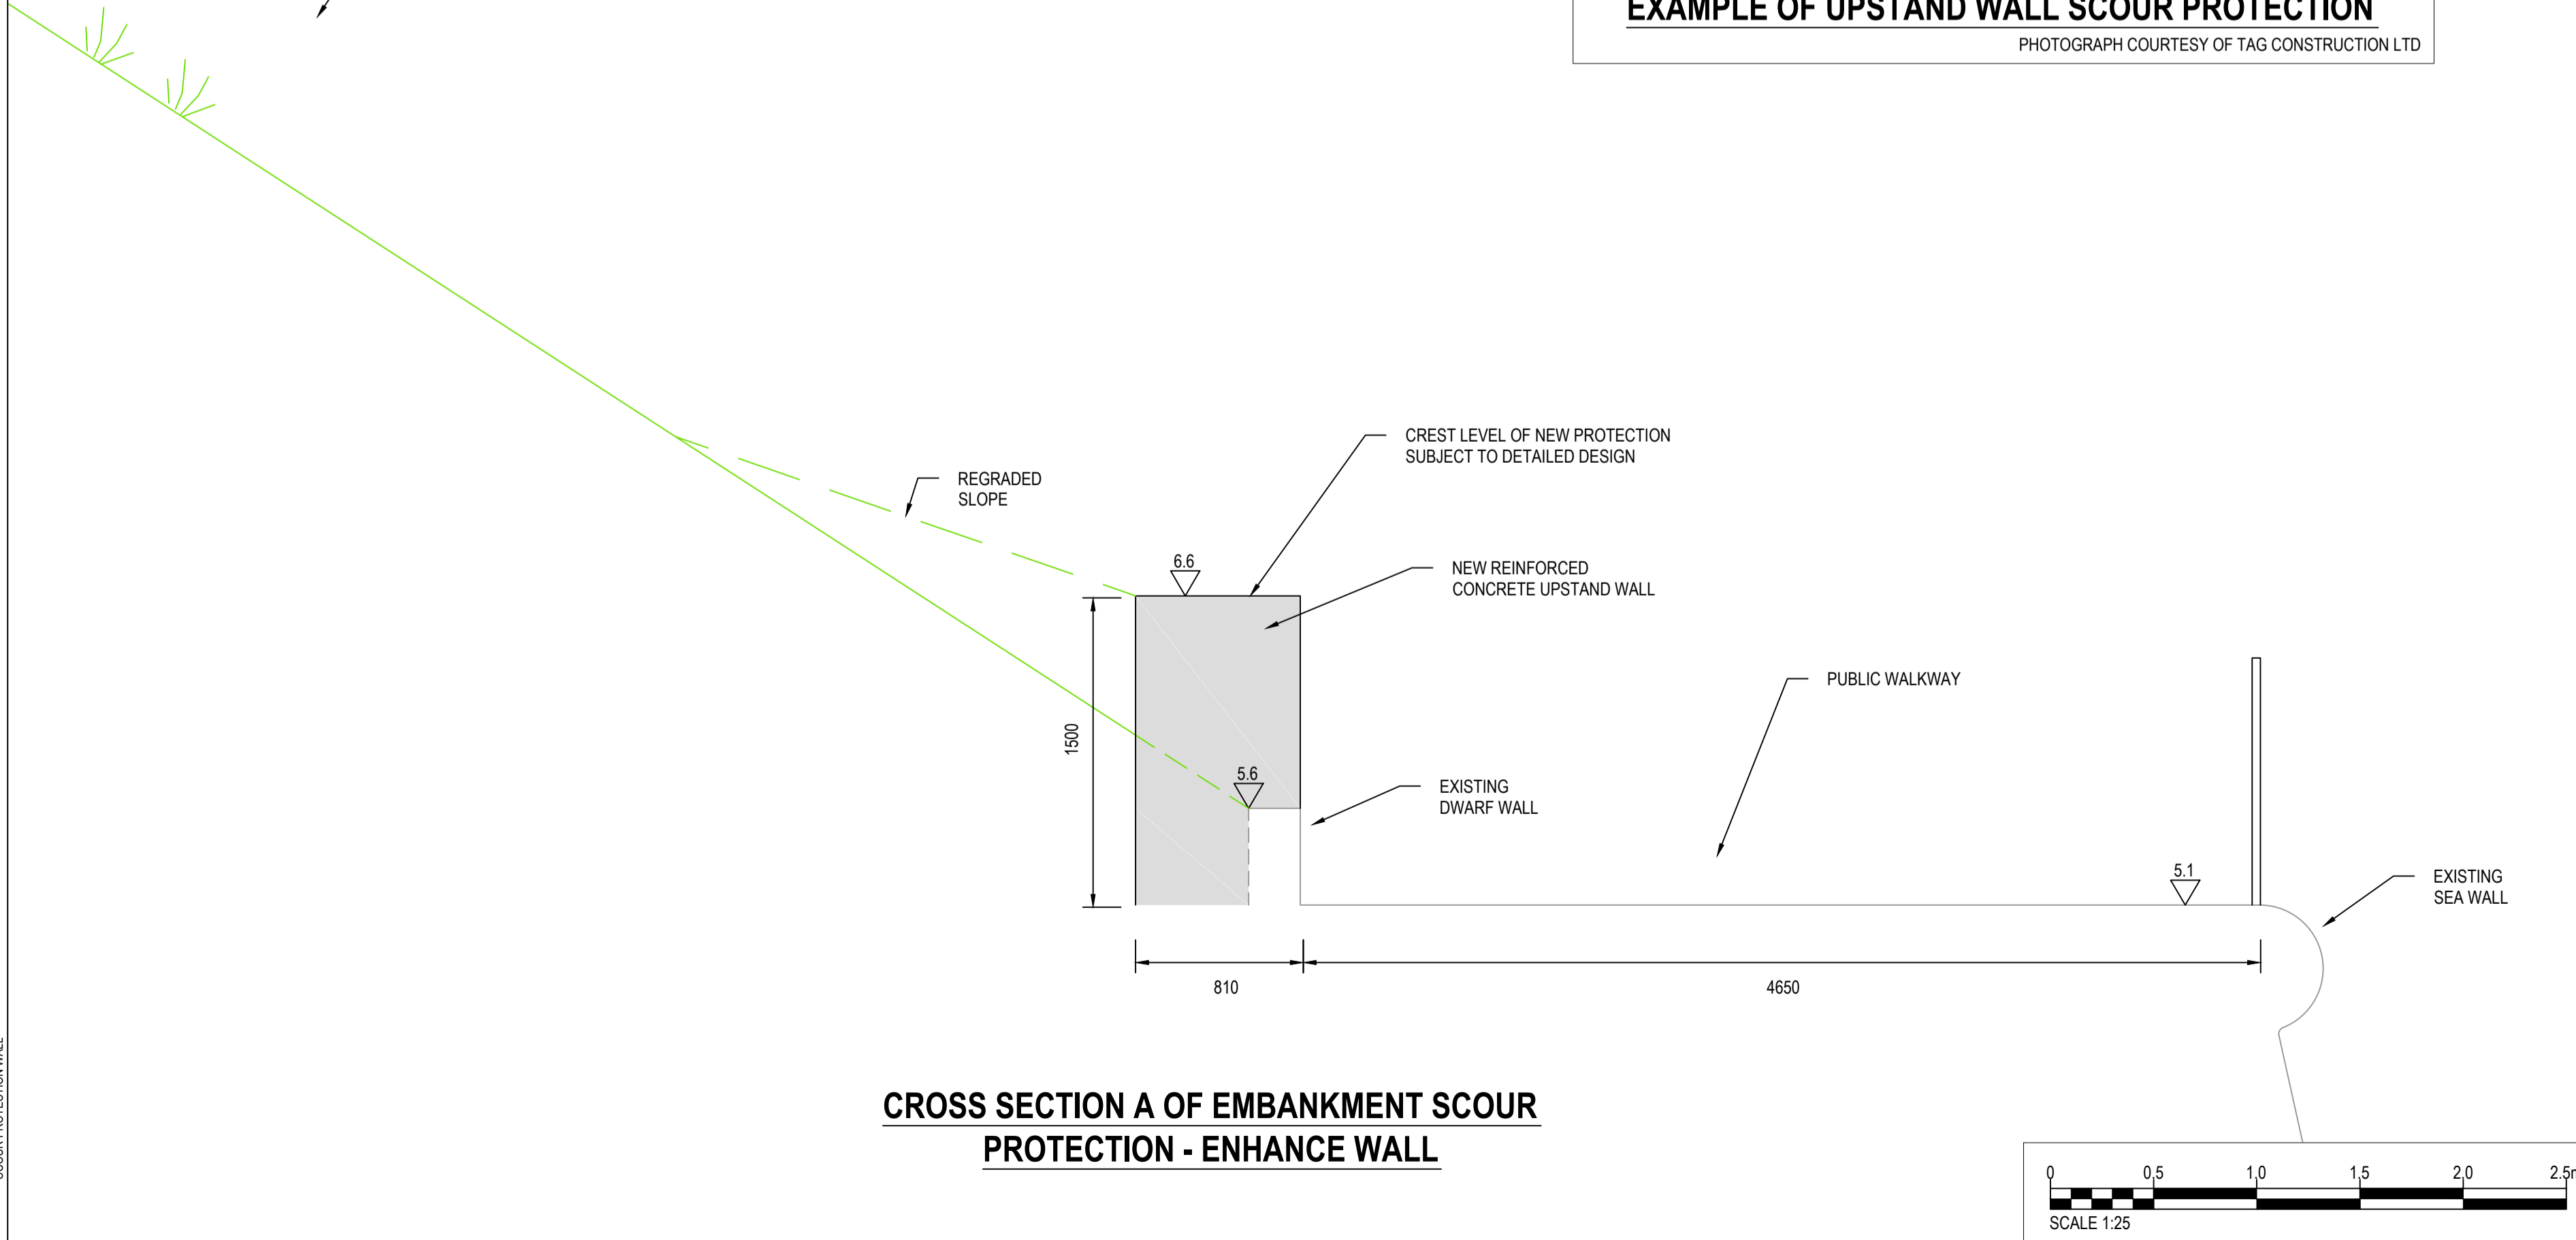 EXAMPLE OF UPSTAND WALL SCOUR PROTECTION
PHOTOGRAPH COURTESY OF TAG CONSTRUCTION LTD
CREST LEVEL OF NEW PROTECTION
SUBJECT TO DETAILED DESIGN
REGRADED
SLOPE
6.6
NEW REINFORCED
CONCRETE UPSTAND WALL
PUBLIC WALKWAY
1500
5.6
EXISTING
DWARF WALL
5.1
EXISTING
SEA WALL
810
4650
CROSS SECTION A OF EMBANKMENT SCOUR
PROTECTION - ENHANCE WALL
0 0.5 1.0 1.5 2.0 2.5
SCALE 1:25